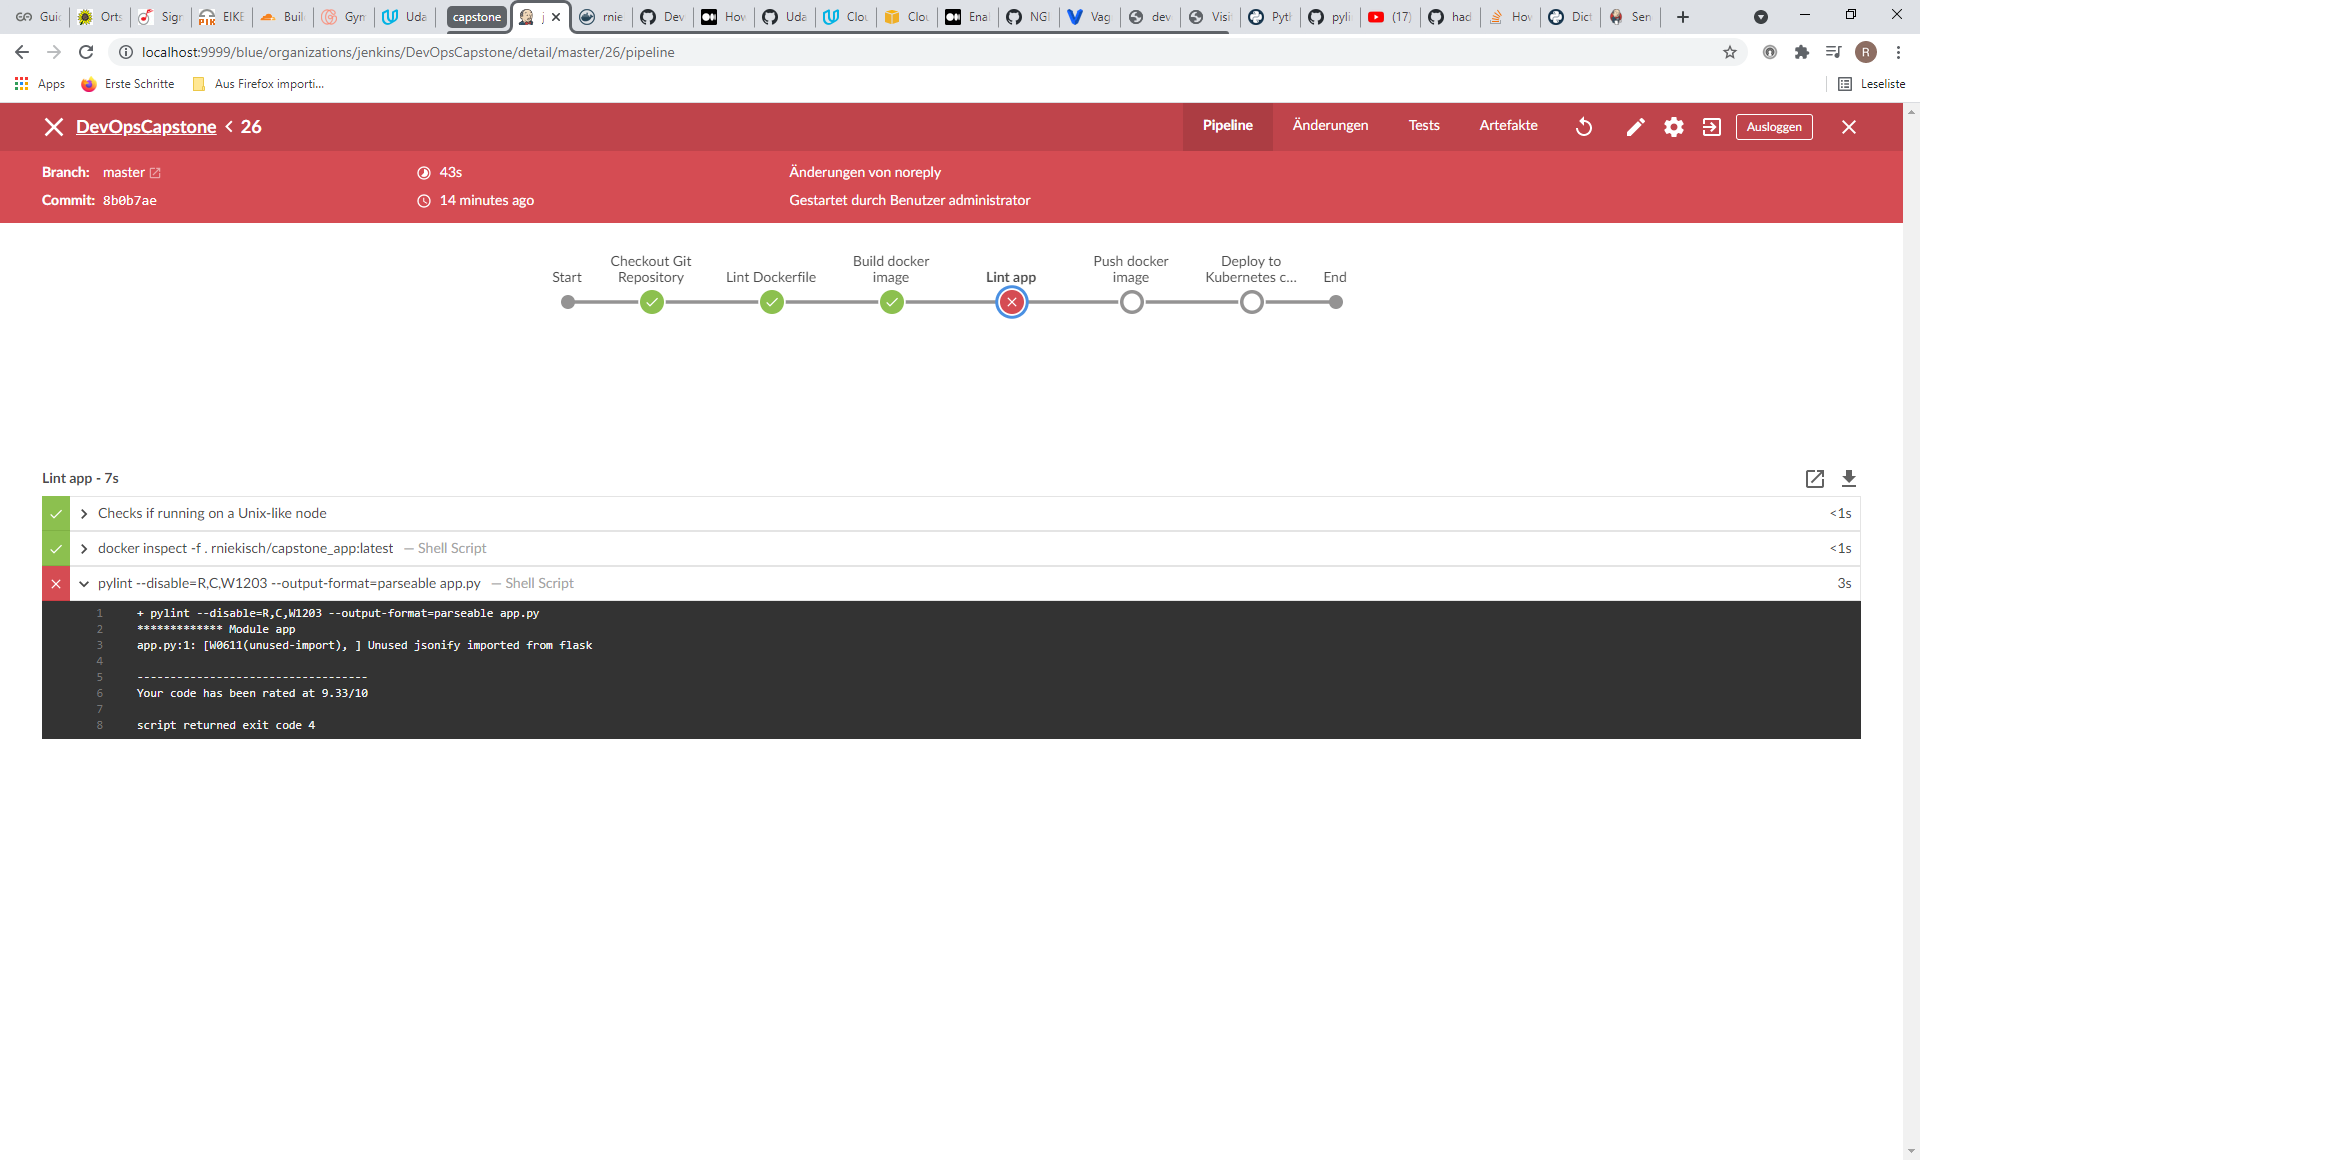 Guid Orts Sign EIKE Buil Gyn Uda capstone j rnie Dev How Uda Clou Clou Enal NGI Vag dev Visi Pyth pyli (17) had How Dict Sen
localhost:9999/blue/organizations/jenkins/DevOpsCapstone/detail/master/26/pipeline
R
Apps Erste Schritte Aus Firefox importi... Leseliste
DevOpsCapstone < 26 Pipeline Änderungen Tests Artefakte Ausloggen
Branch: master 43s Änderungen von noreply
Commit: 8b0b7ae 14 minutes ago Gestartet durch Benutzer administrator
Start
Checkout Git
Repository
Lint Dockerfile
Build docker
image
Lint app
Push docker
image
Deploy to
Kubernetes c...
End
Lint app - 7s
Checks if running on a Unix-like node <1s
docker inspect -f . rniekisch/capstone_app:latest — Shell Script <1s
pylint --disable=R,C,W1203 --output-format=parseable app.py — Shell Script 3s
1 + pylint --disable=R,C,W1203 --output-format=parseable app.py
2 ************* Module app
3 app.py:1: [W0611(unused-import), ] Unused jsonify imported from flask
4
5 -----------------------------------
6 Your code has been rated at 9.33/10
7
8 script returned exit code 4